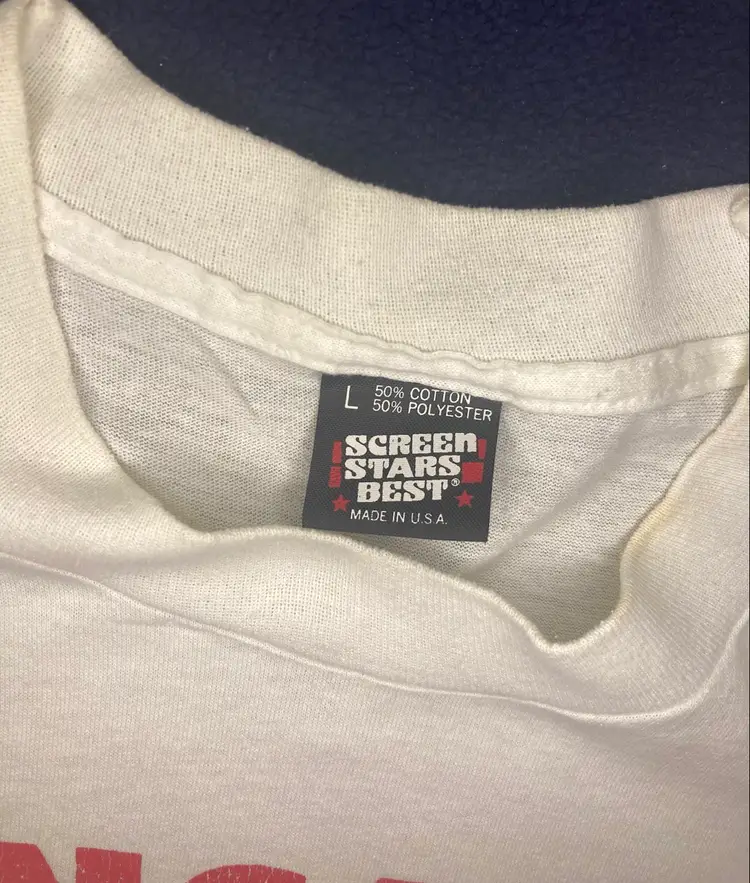 L
50% COTTON
50% POLYESTER
SCREEN
STARS
BEST®
MADE IN U.S.A.